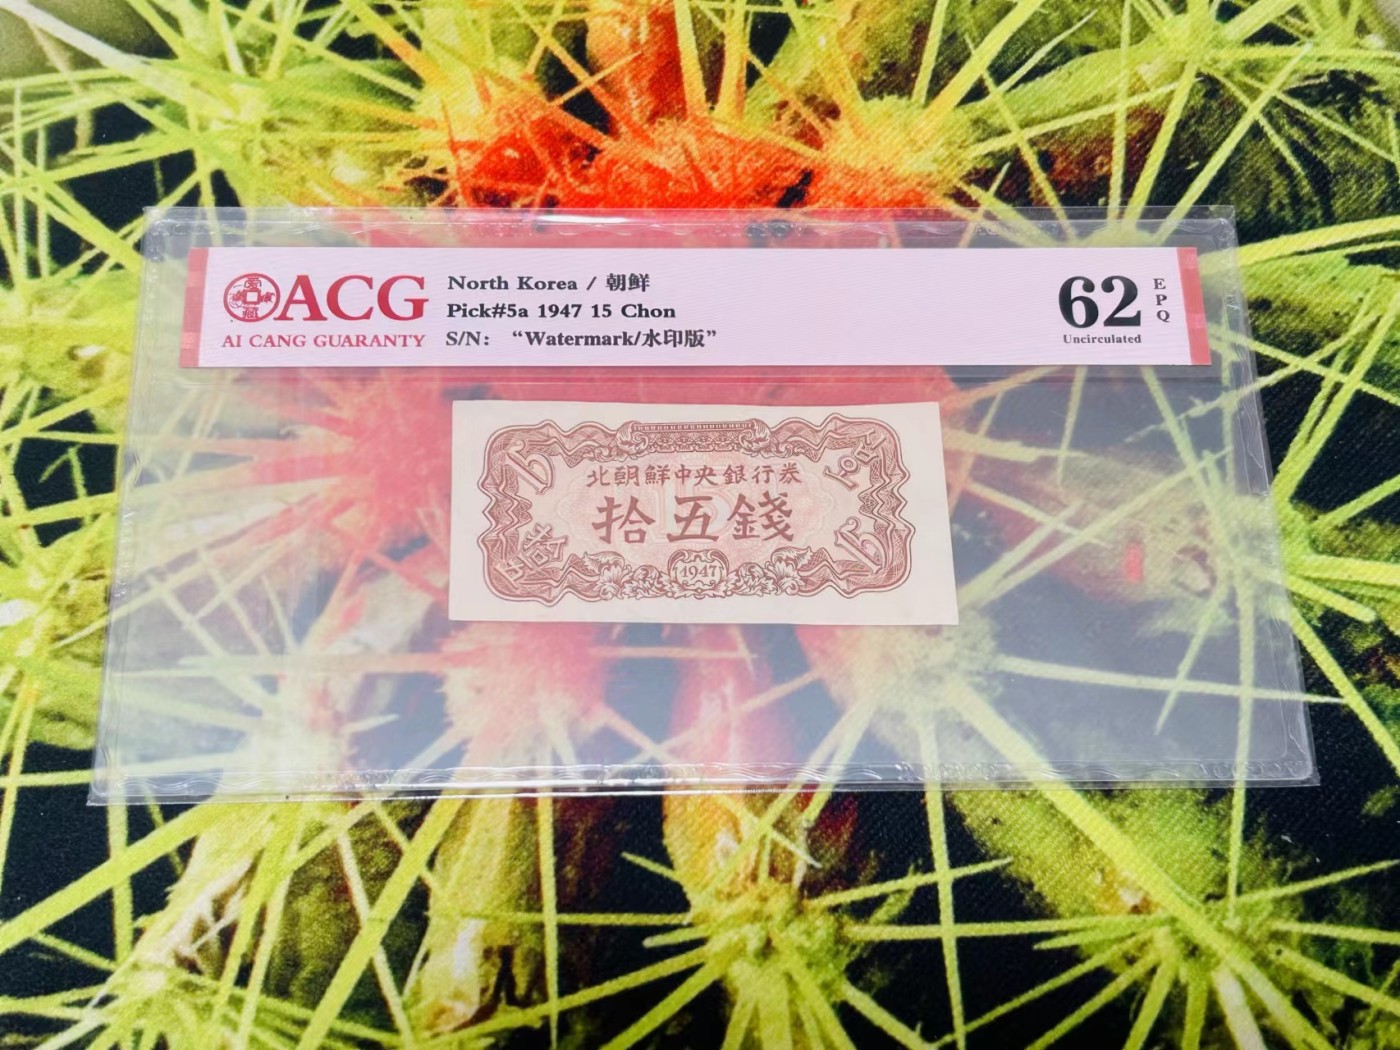 ACG
AI CANG GUARANTY
North Korea / 朝鮮
Pick#5a 1947 15 Chon
S/N: “Watermark/水印版”
62
EPQ
Uncirculated
北朝鮮中央銀行券
拾五錢
1947